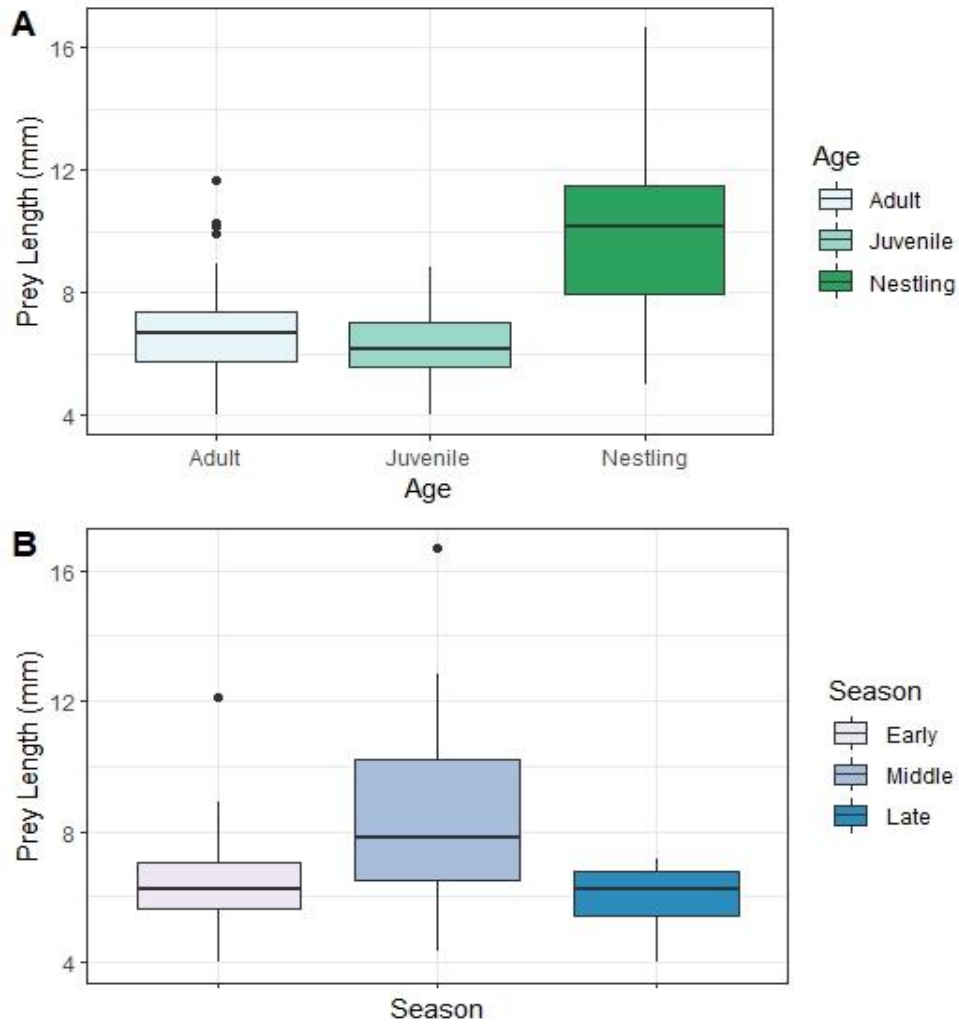 A
16
12
8
4
Prey Length (mm)
Adult
Juvenile
Nestling
Age
Age
Adult
Juvenile
Nestling
B
16
12
8
4
Prey Length (mm)
Season
Season
Early
Middle
Late